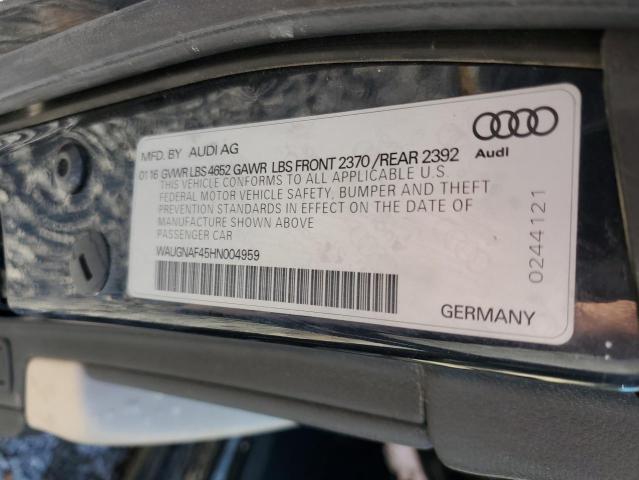 MFD. BY AUDI AG
0116 GVWR LBS 4652 GAWR LBS FRONT 2370 /REAR 2392
THIS VEHICLE CONFORMS TO ALL APPLICABLE U.S.
FEDERAL MOTOR VEHICLE SAFETY, BUMPER AND THEFT
PREVENTION STANDARDS IN EFFECT ON THE DATE OF
MANUFACTURE SHOWN ABOVE
PASSENGER CAR
WAUGNAF45HN004959
Audi
0244121
GERMANY